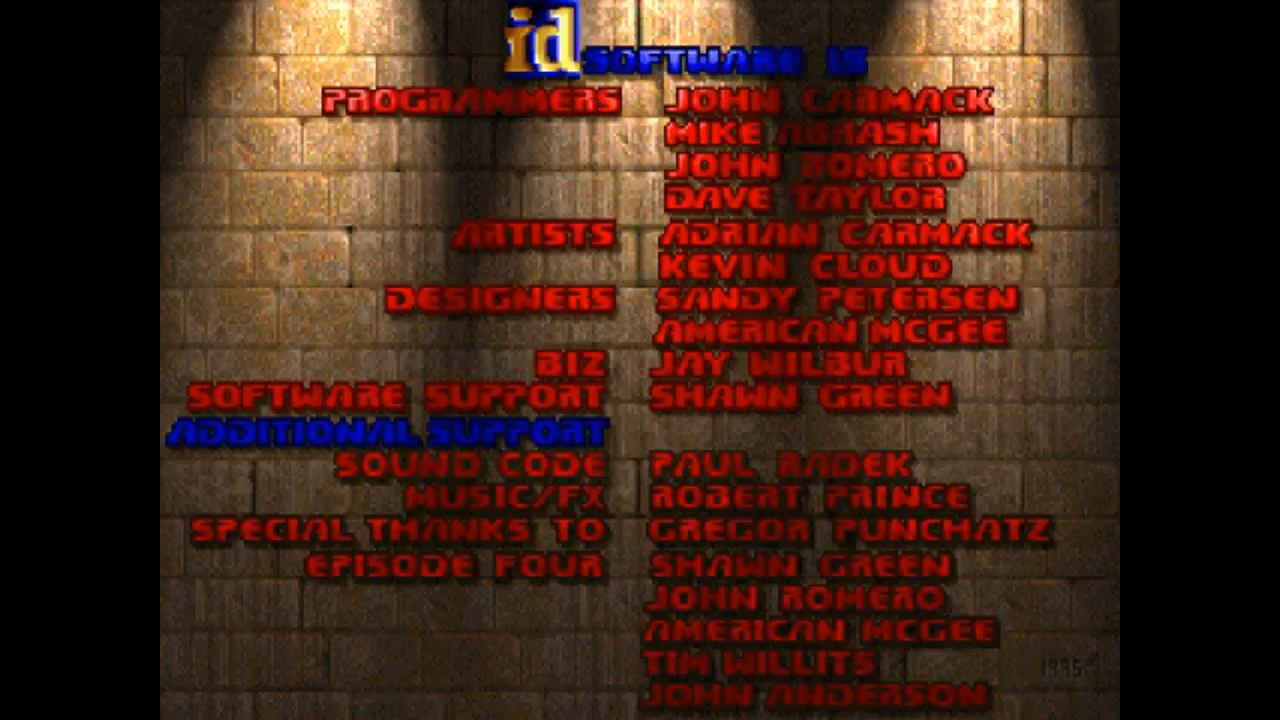 id SOFTWARE IS
PROGRAMMERS JOHN CARMACK
MIKE ABRASH
JOHN ROMERO
DAVE TAYLOR
ARTISTS ADRIAN CARMACK
KEVIN CLOUD
DESIGNERS SANDY PETERSEN
AMERICAN MCGEE
BIZ JAY WILBUR
SOFTWARE SUPPORT SHAWN GREEN
ADDITIONAL SUPPORT
SOUND CODE PAUL RADEK
MUSIC/FX ROBERT PRINCE
SPECIAL THANKS TO GREGOR PUNCHATZ
EPISODE FOUR SHAWN GREEN
JOHN ROMERO
AMERICAN MCGEE
TIM WILLITS
JOHN ANDERSON
1995